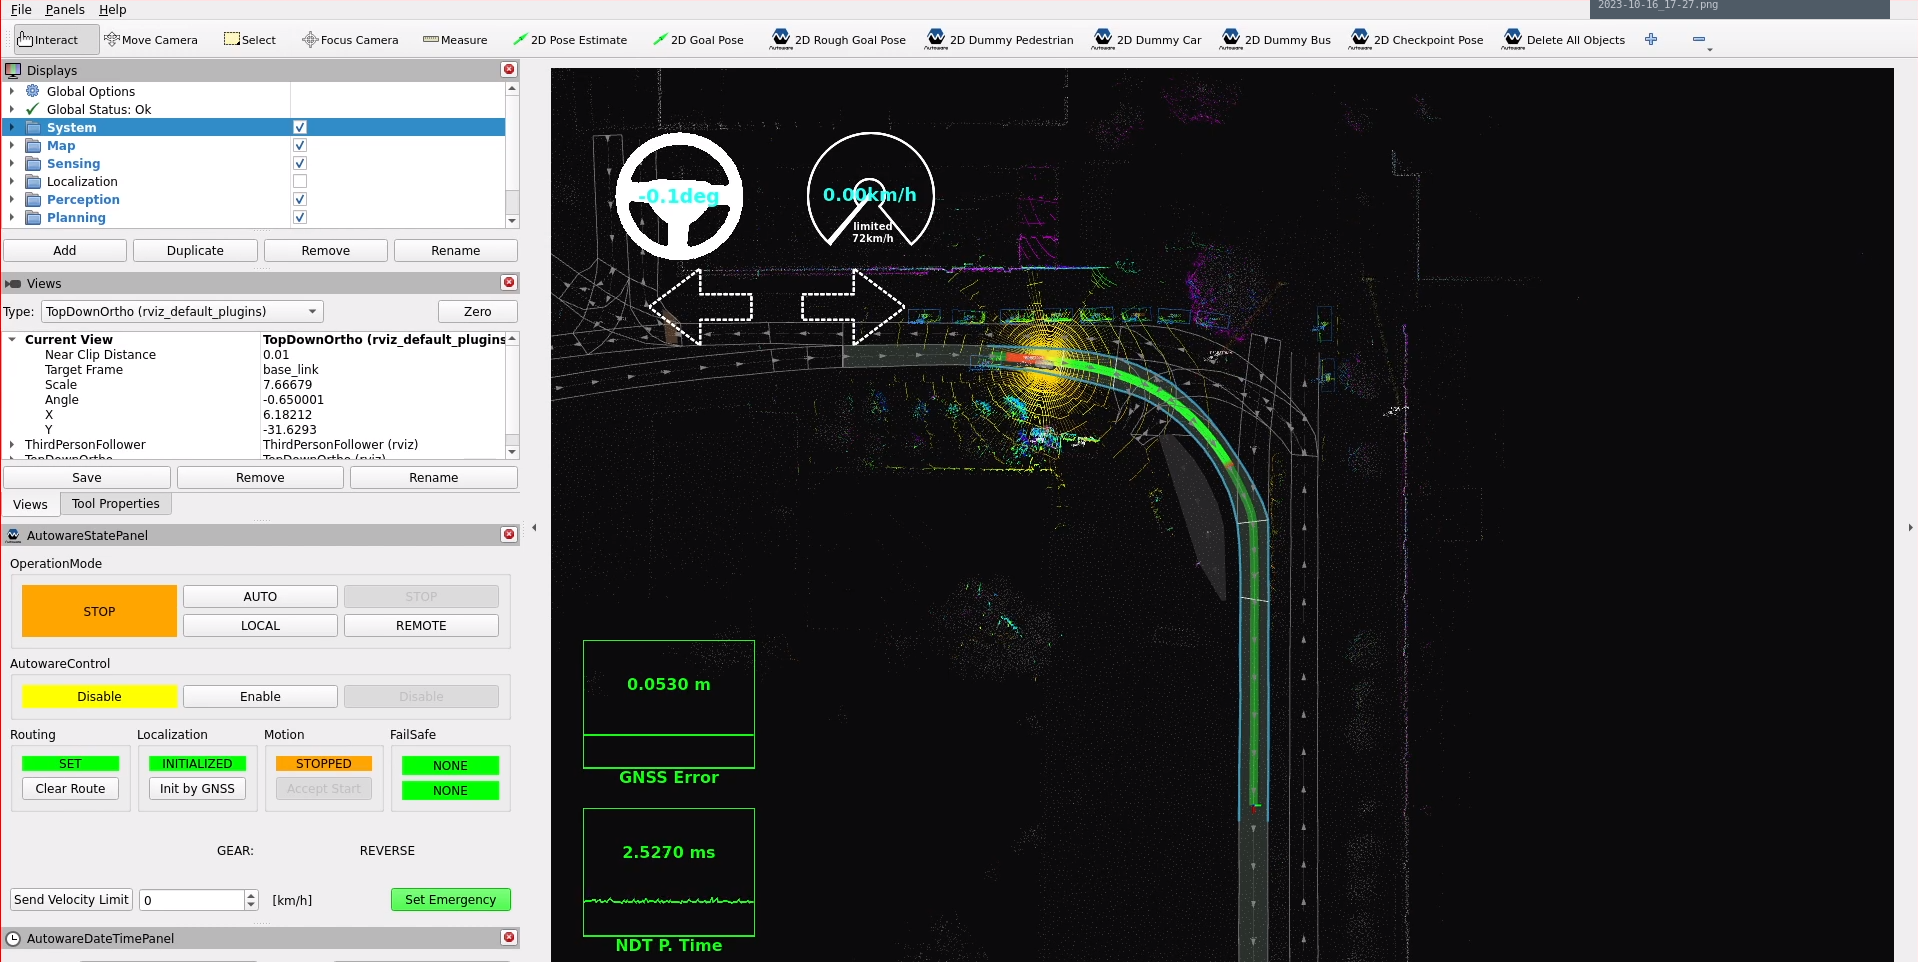 2023-10-16_17-27.png
File Panels Help
Interact Move Camera Select Focus Camera Measure 2D Pose Estimate 2D Goal Pose 2D Rough Goal Pose 2D Dummy Pedestrian 2D Dummy Car 2D Dummy Bus 2D Checkpoint Pose Delete All Objects
Displays
Global Options
Global Status: Ok
System
Map
Sensing
Localization
Perception
Planning
Add Duplicate Remove Rename
Views
Type: TopDownOrtho (rviz_default_plugins) Zero
Current View TopDownOrtho (rviz_default_plugins
Near Clip Distance 0.01
Target Frame base_link
Scale 7.66679
Angle -0.650001
X 6.18212
Y -31.6293
ThirdPersonFollower ThirdPersonFollower (rviz)
TopDownOrtho TopDownOrtho (rviz)
Save Remove Rename
Views Tool Properties
AutowareStatePanel
OperationMode
STOP AUTO STOP
LOCAL REMOTE
AutowareControl
Disable Enable Disable
Routing Localization Motion FailSafe
SET INITIALIZED STOPPED NONE
Clear Route Init by GNSS Accept Start NONE
GEAR: REVERSE
Send Velocity Limit 0 [km/h] Set Emergency
AutowareDateTimePanel
-0.1deg
0.00km/h
limited
72km/h
0.0530 m
GNSS Error
2.5270 ms
NDT P. Time